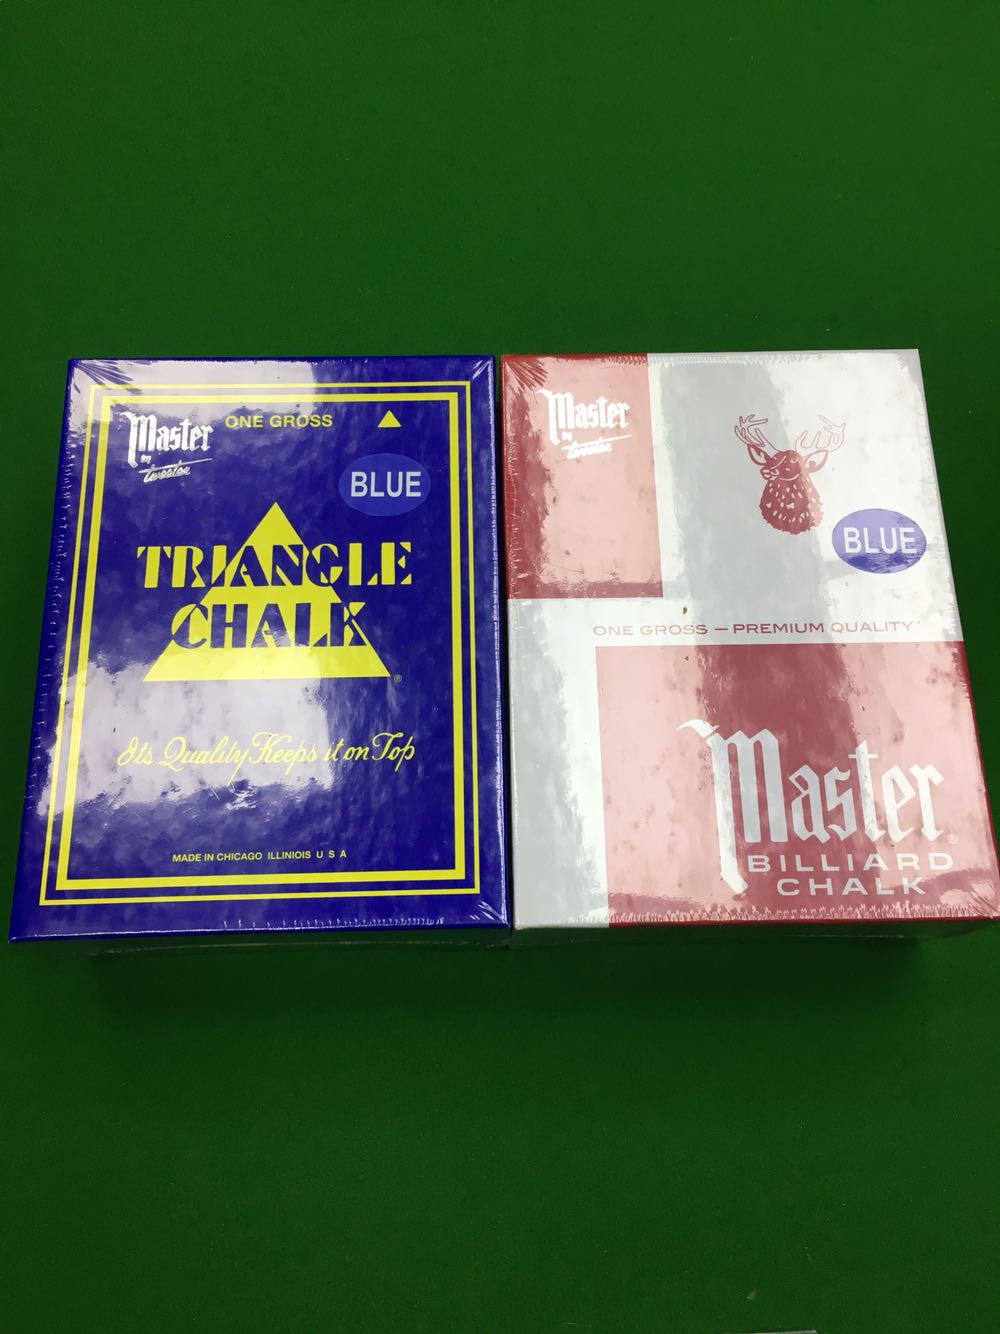 Master
by
tweeten
ONE GROSS
BLUE
TRIANGLE
CHALK
®
Its Quality Keeps it on Top
MADE IN CHICAGO ILLINIOIS U S A
Master
by
tweeten
BLUE
ONE GROSS — PREMIUM QUALITY
Master®
BILLIARD
CHALK